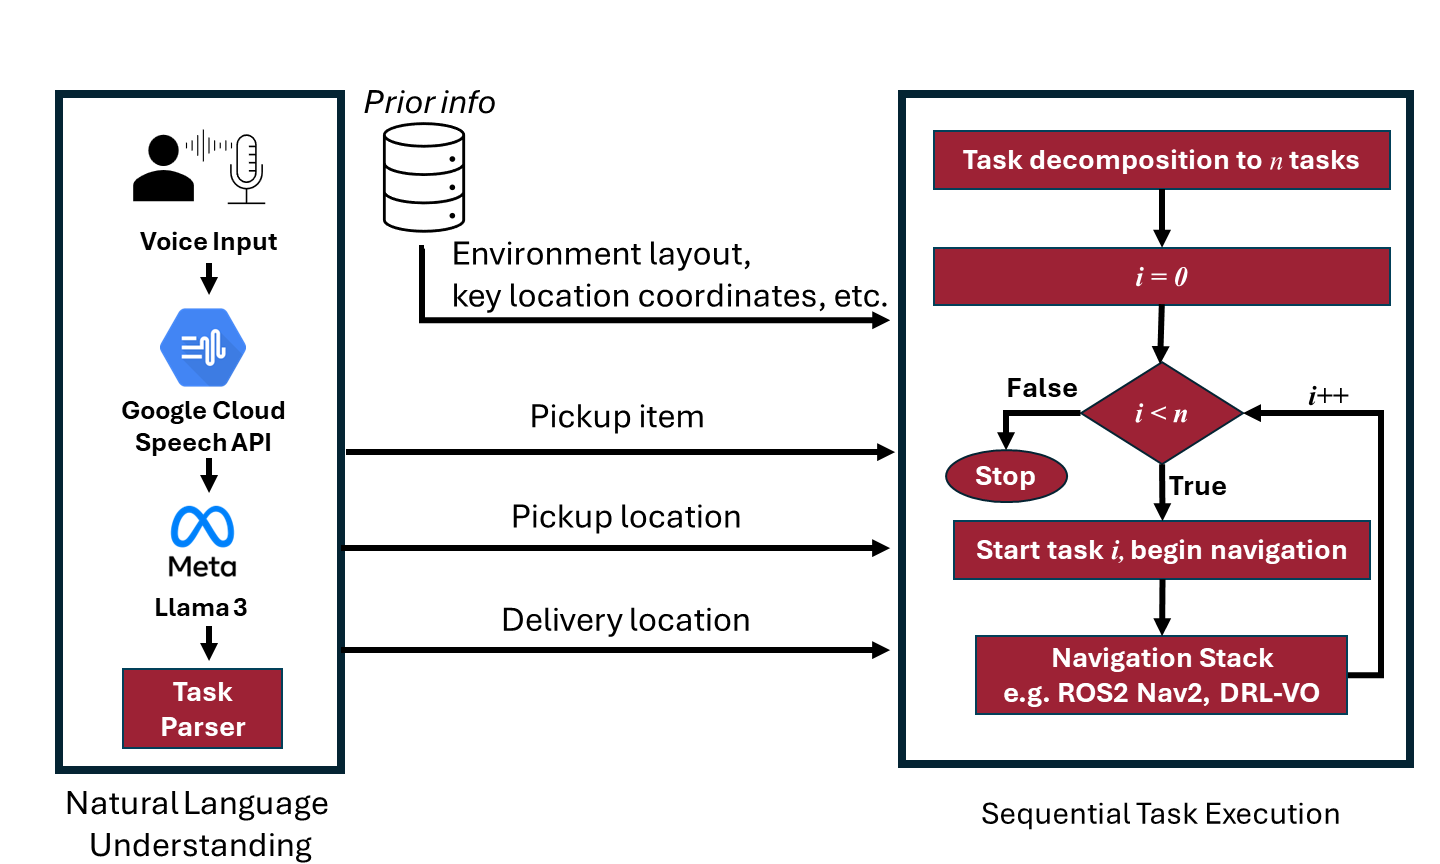 Voice Input
Google Cloud
Speech API
Meta
Llama 3
Task
Parser
Natural Language
Understanding
Prior info
Environment layout,
key location coordinates, etc.
Pickup item
Pickup location
Delivery location
Task decomposition to n tasks
i = 0
i < n
False
Stop
i++
True
Start task i, begin navigation
Navigation Stack
e.g. ROS2 Nav2, DRL-VO
Sequential Task Execution